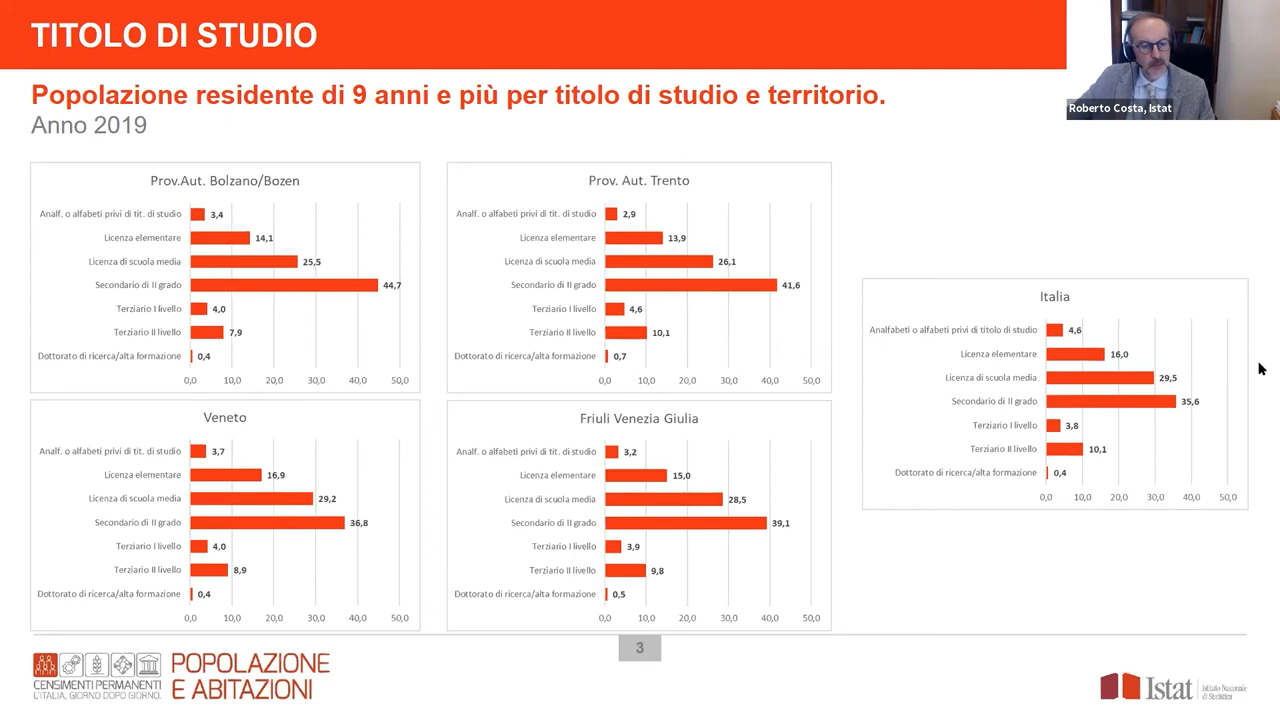 TITOLO DI STUDIO
Roberto Costa, Istat
Popolazione residente di 9 anni e più per titolo di studio e territorio.
Anno 2019
Prov.Aut. Bolzano/Bozen
Analf. o alfabeti privi di tit. di studio 3,4
Licenza elementare 14,1
Licenza di scuola media 25,5
Secondario di II grado 44,7
Terziario I livello 4,0
Terziario II livello 7,9
Dottorato di ricerca/alta formazione 0,4
0,0 10,0 20,0 30,0 40,0 50,0
Prov. Aut. Trento
Analf. o alfabeti privi di tit. di studio 2,9
Licenza elementare 13,9
Licenza di scuola media 26,1
Secondario di II grado 41,6
Terziario I livello 4,6
Terziario II livello 10,1
Dottorato di ricerca/alta formazione 0,7
0,0 10,0 20,0 30,0 40,0 50,0
Italia
Analfabeti o alfabeti privi di titolo di studio 4,6
Licenza elementare 16,0
Licenza di scuola media 29,5
Secondario di II grado 35,6
Terziario I livello 3,8
Terziario II livello 10,1
Dottorato di ricerca/alta formazione 0,4
0,0 10,0 20,0 30,0 40,0 50,0
Veneto
Analf. o alfabeti privi di tit. di studio 3,7
Licenza elementare 16,9
Licenza di scuola media 29,2
Secondario di II grado 36,8
Terziario I livello 4,0
Terziario II livello 8,9
Dottorato di ricerca/alta formazione 0,4
0,0 10,0 20,0 30,0 40,0 50,0
Friuli Venezia Giulia
Analf. o alfabeti privi di tit. di studio 3,2
Licenza elementare 15,0
Licenza di scuola media 28,5
Secondario di II grado 39,1
Terziario I livello 3,9
Terziario II livello 9,8
Dottorato di ricerca/alta formazione 0,5
0,0 10,0 20,0 30,0 40,0 50,0
3
CENSIMENTI PERMANENTI
L'ITALIA, GIORNO DOPO GIORNO.
POPOLAZIONE
E ABITAZIONI
Istat
Istituto Nazionale
di Statistica